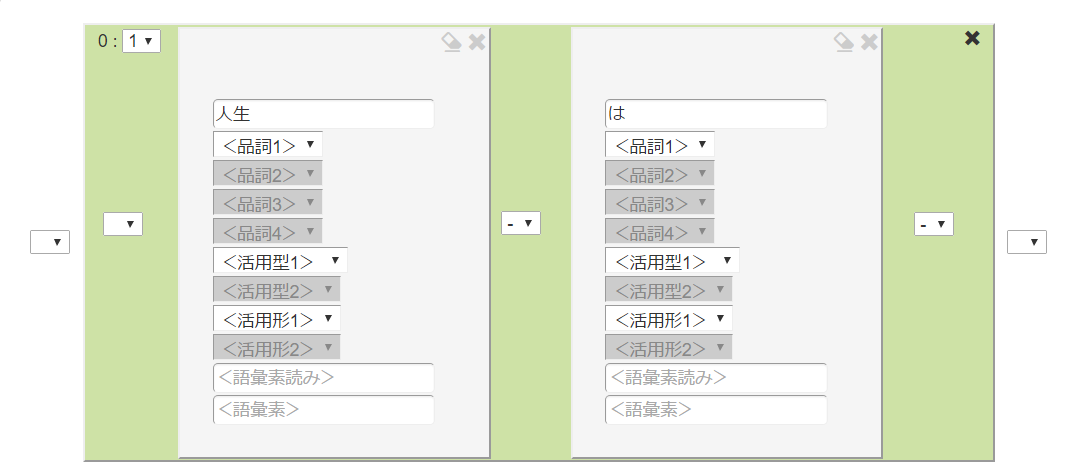 0 : 1
人生
＜品詞1＞
＜品詞2＞
＜品詞3＞
＜品詞4＞
＜活用型1＞
＜活用型2＞
＜活用形1＞
＜活用形2＞
＜語彙素読み＞
＜語彙素＞
-
は
＜品詞1＞
＜品詞2＞
＜品詞3＞
＜品詞4＞
＜活用型1＞
＜活用型2＞
＜活用形1＞
＜活用形2＞
＜語彙素読み＞
＜語彙素＞
-